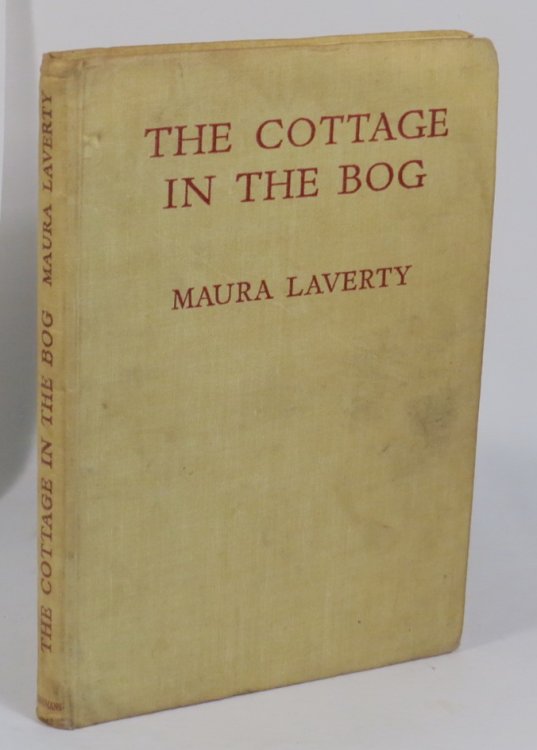 THE COTTAGE
IN THE BOG
MAURA LAVERTY
THE COTTAGE IN THE BOG MAURA LAVERTY